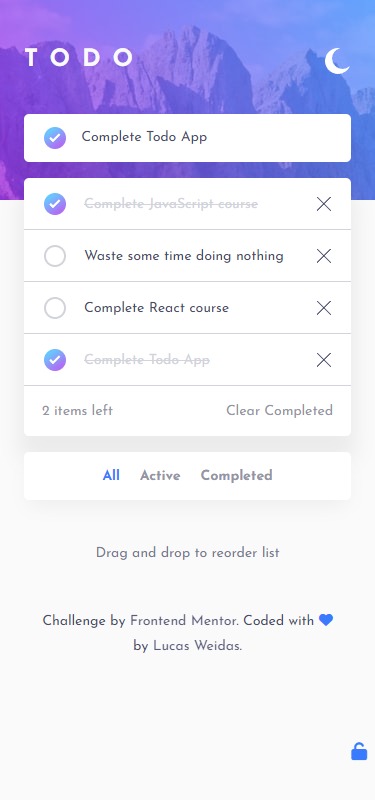 TODO
Complete Todo App
Complete JavaScript course
Waste some time doing nothing
Complete React course
Complete Todo App
2 items left Clear Completed
All Active Completed
Drag and drop to reorder list
Challenge by Frontend Mentor. Coded with
by Lucas Weidas.